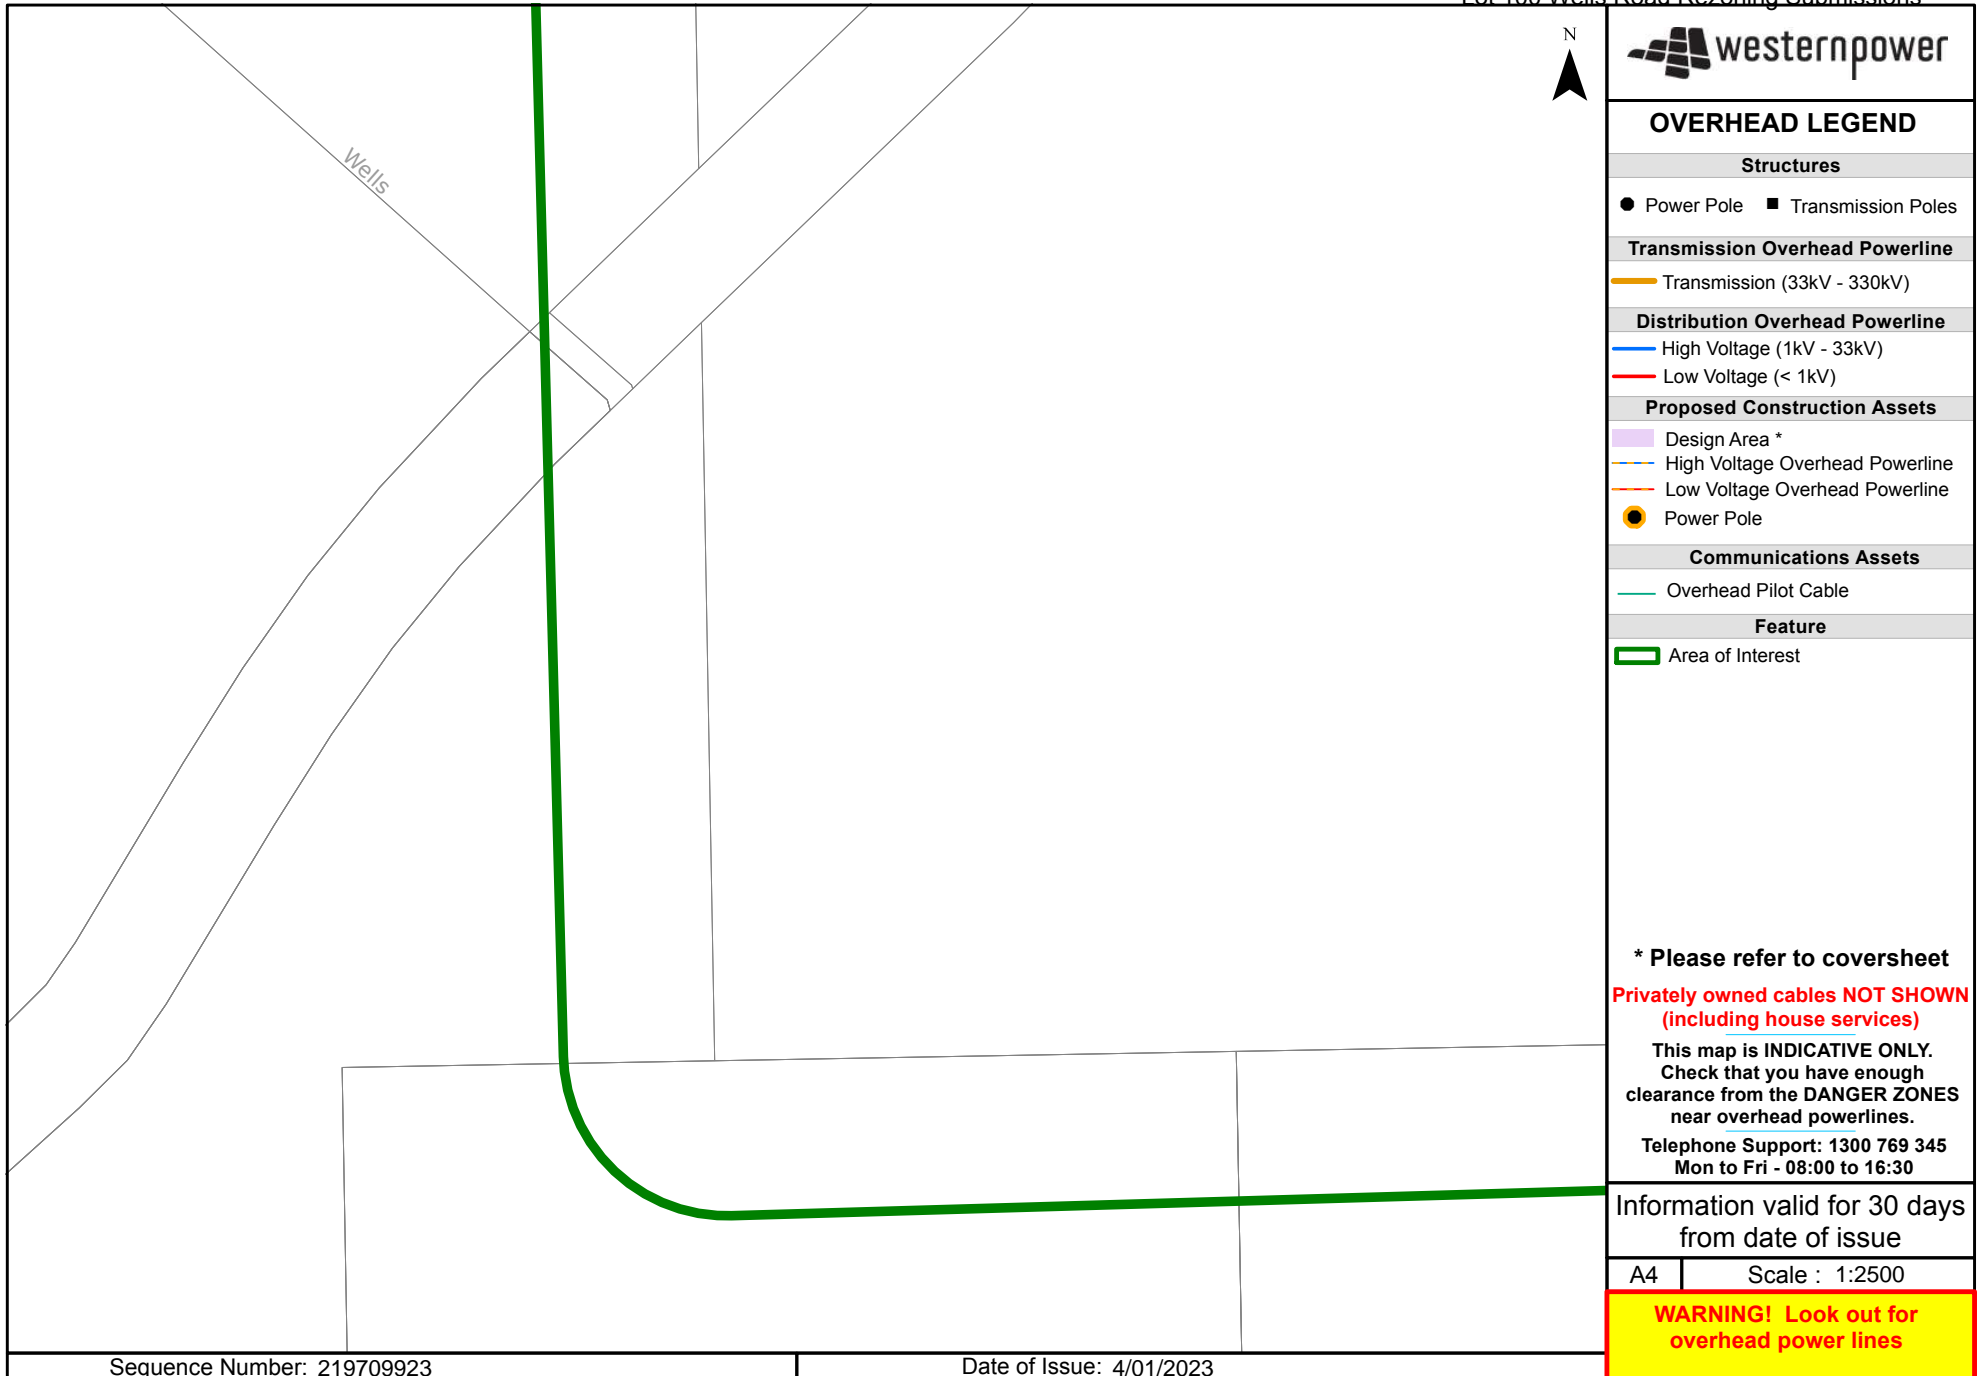 Lot 100 Wells Road Rezoning Submissions
N
Wells
westernpower
OVERHEAD LEGEND
Structures
Power Pole
Transmission Poles
Transmission Overhead Powerline
Transmission (33kV - 330kV)
Distribution Overhead Powerline
High Voltage (1kV - 33kV)
Low Voltage (< 1kV)
Proposed Construction Assets
Design Area *
High Voltage Overhead Powerline
Low Voltage Overhead Powerline
Power Pole
Communications Assets
Overhead Pilot Cable
Feature
Area of Interest
* Please refer to coversheet
Privately owned cables NOT SHOWN
(including house services)
This map is INDICATIVE ONLY.
Check that you have enough
clearance from the DANGER ZONES
near overhead powerlines.
Telephone Support: 1300 769 345
Mon to Fri - 08:00 to 16:30
Information valid for 30 days
from date of issue
A4
Scale : 1:2500
WARNING! Look out for
overhead power lines
Sequence Number: 219709923
Date of Issue: 4/01/2023